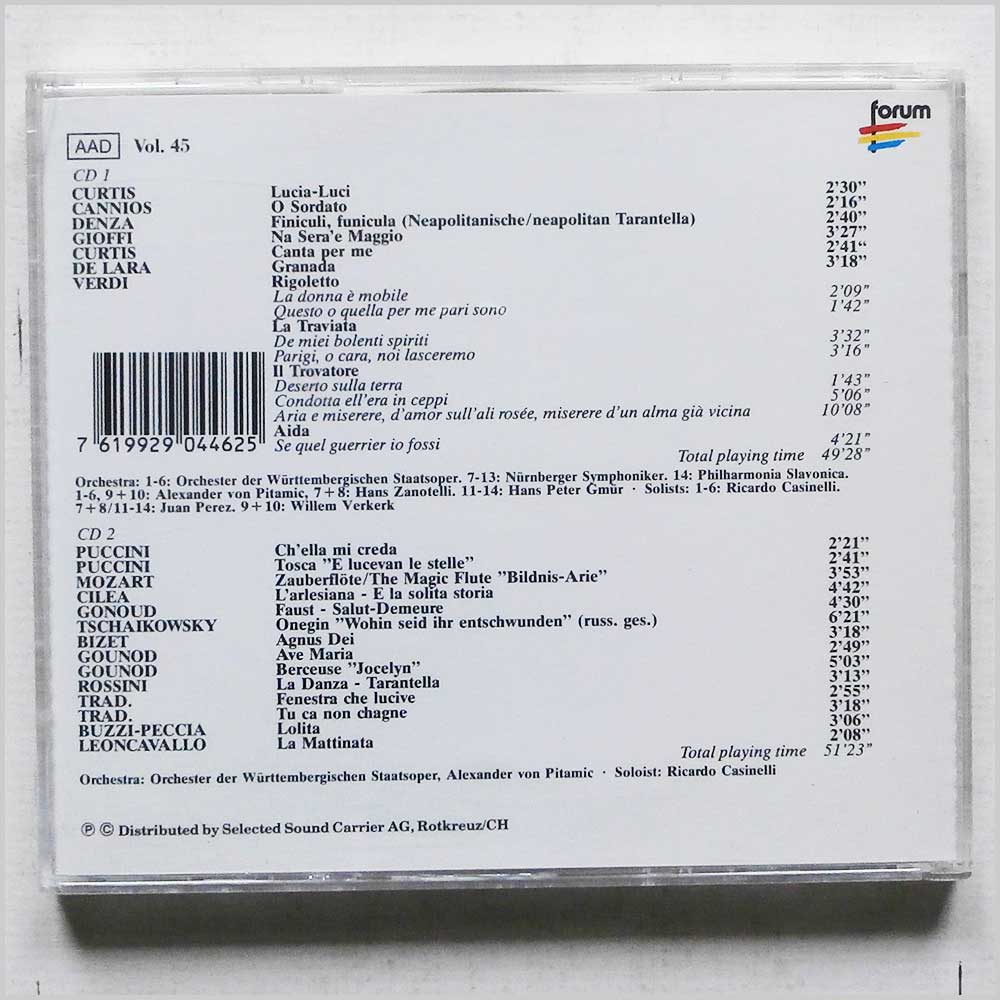 forum
AAD Vol. 45
CD 1
CURTIS Lucia-Luci 2'30"
CANNIOS O Sordato 2'16"
DENZA Finiculi, funicula (Neapolitanische/neapolitan Tarantella) 2'40"
GIOFFI Na Sera'e Maggio 3'27"
CURTIS Canta per me 2'41"
DE LARA Granada 3'18"
VERDI Rigoletto
La donna è mobile 2'09"
Questo o quella per me pari sono 1'42"
La Traviata
De miei bolenti spiriti 3'32"
Parigi, o cara, noi lasceremo 3'16"
Il Trovatore
Deserto sulla terra 1'43"
Condotta ell'era in ceppi 5'06"
Aria e miserere, d'amor sull'ali rosée, miserere d'un alma già vicina 10'08"
Aida
Se quel guerrier io fossi 4'21"
Total playing time 49'28"
7 619929 044625
Orchestra: 1-6: Orchester der Württembergischen Staatsoper. 7-13: Nürnberger Symphoniker. 14: Philharmonia Slavonica.
1-6, 9+10: Alexander von Pitamic, 7+8: Hans Zanotelli. 11-14: Hans Peter Gmür · Solists: 1-6: Ricardo Casinelli.
7+8/11-14: Juan Perez. 9+10: Willem Verkerk
CD 2
PUCCINI Ch'ella mi creda 2'21"
PUCCINI Tosca "E lucevan le stelle" 2'41"
MOZART Zauberflöte/The Magic Flute "Bildnis-Arie" 3'53"
CILEA L'arlesiana - E la solita storia 4'42"
GONOUD Faust - Salut-Demeure 4'30"
TSCHAIKOWSKY Onegin "Wohin seid ihr entschwunden" (russ. ges.) 6'21"
BIZET Agnus Dei 3'18"
GOUNOD Ave Maria 2'49"
GOUNOD Berceuse "Jocelyn" 5'03"
ROSSINI La Danza - Tarantella 3'13"
TRAD. Fenestra che lucive 2'55"
TRAD. Tu ca non chagne 3'18"
BUZZI-PECCIA Lolita 3'06"
LEONCAVALLO La Mattinata 2'08"
Total playing time 51'23"
Orchestra: Orchester der Württembergischen Staatsoper, Alexander von Pitamic · Soloist: Ricardo Casinelli
℗ © Distributed by Selected Sound Carrier AG, Rotkreuz/CH